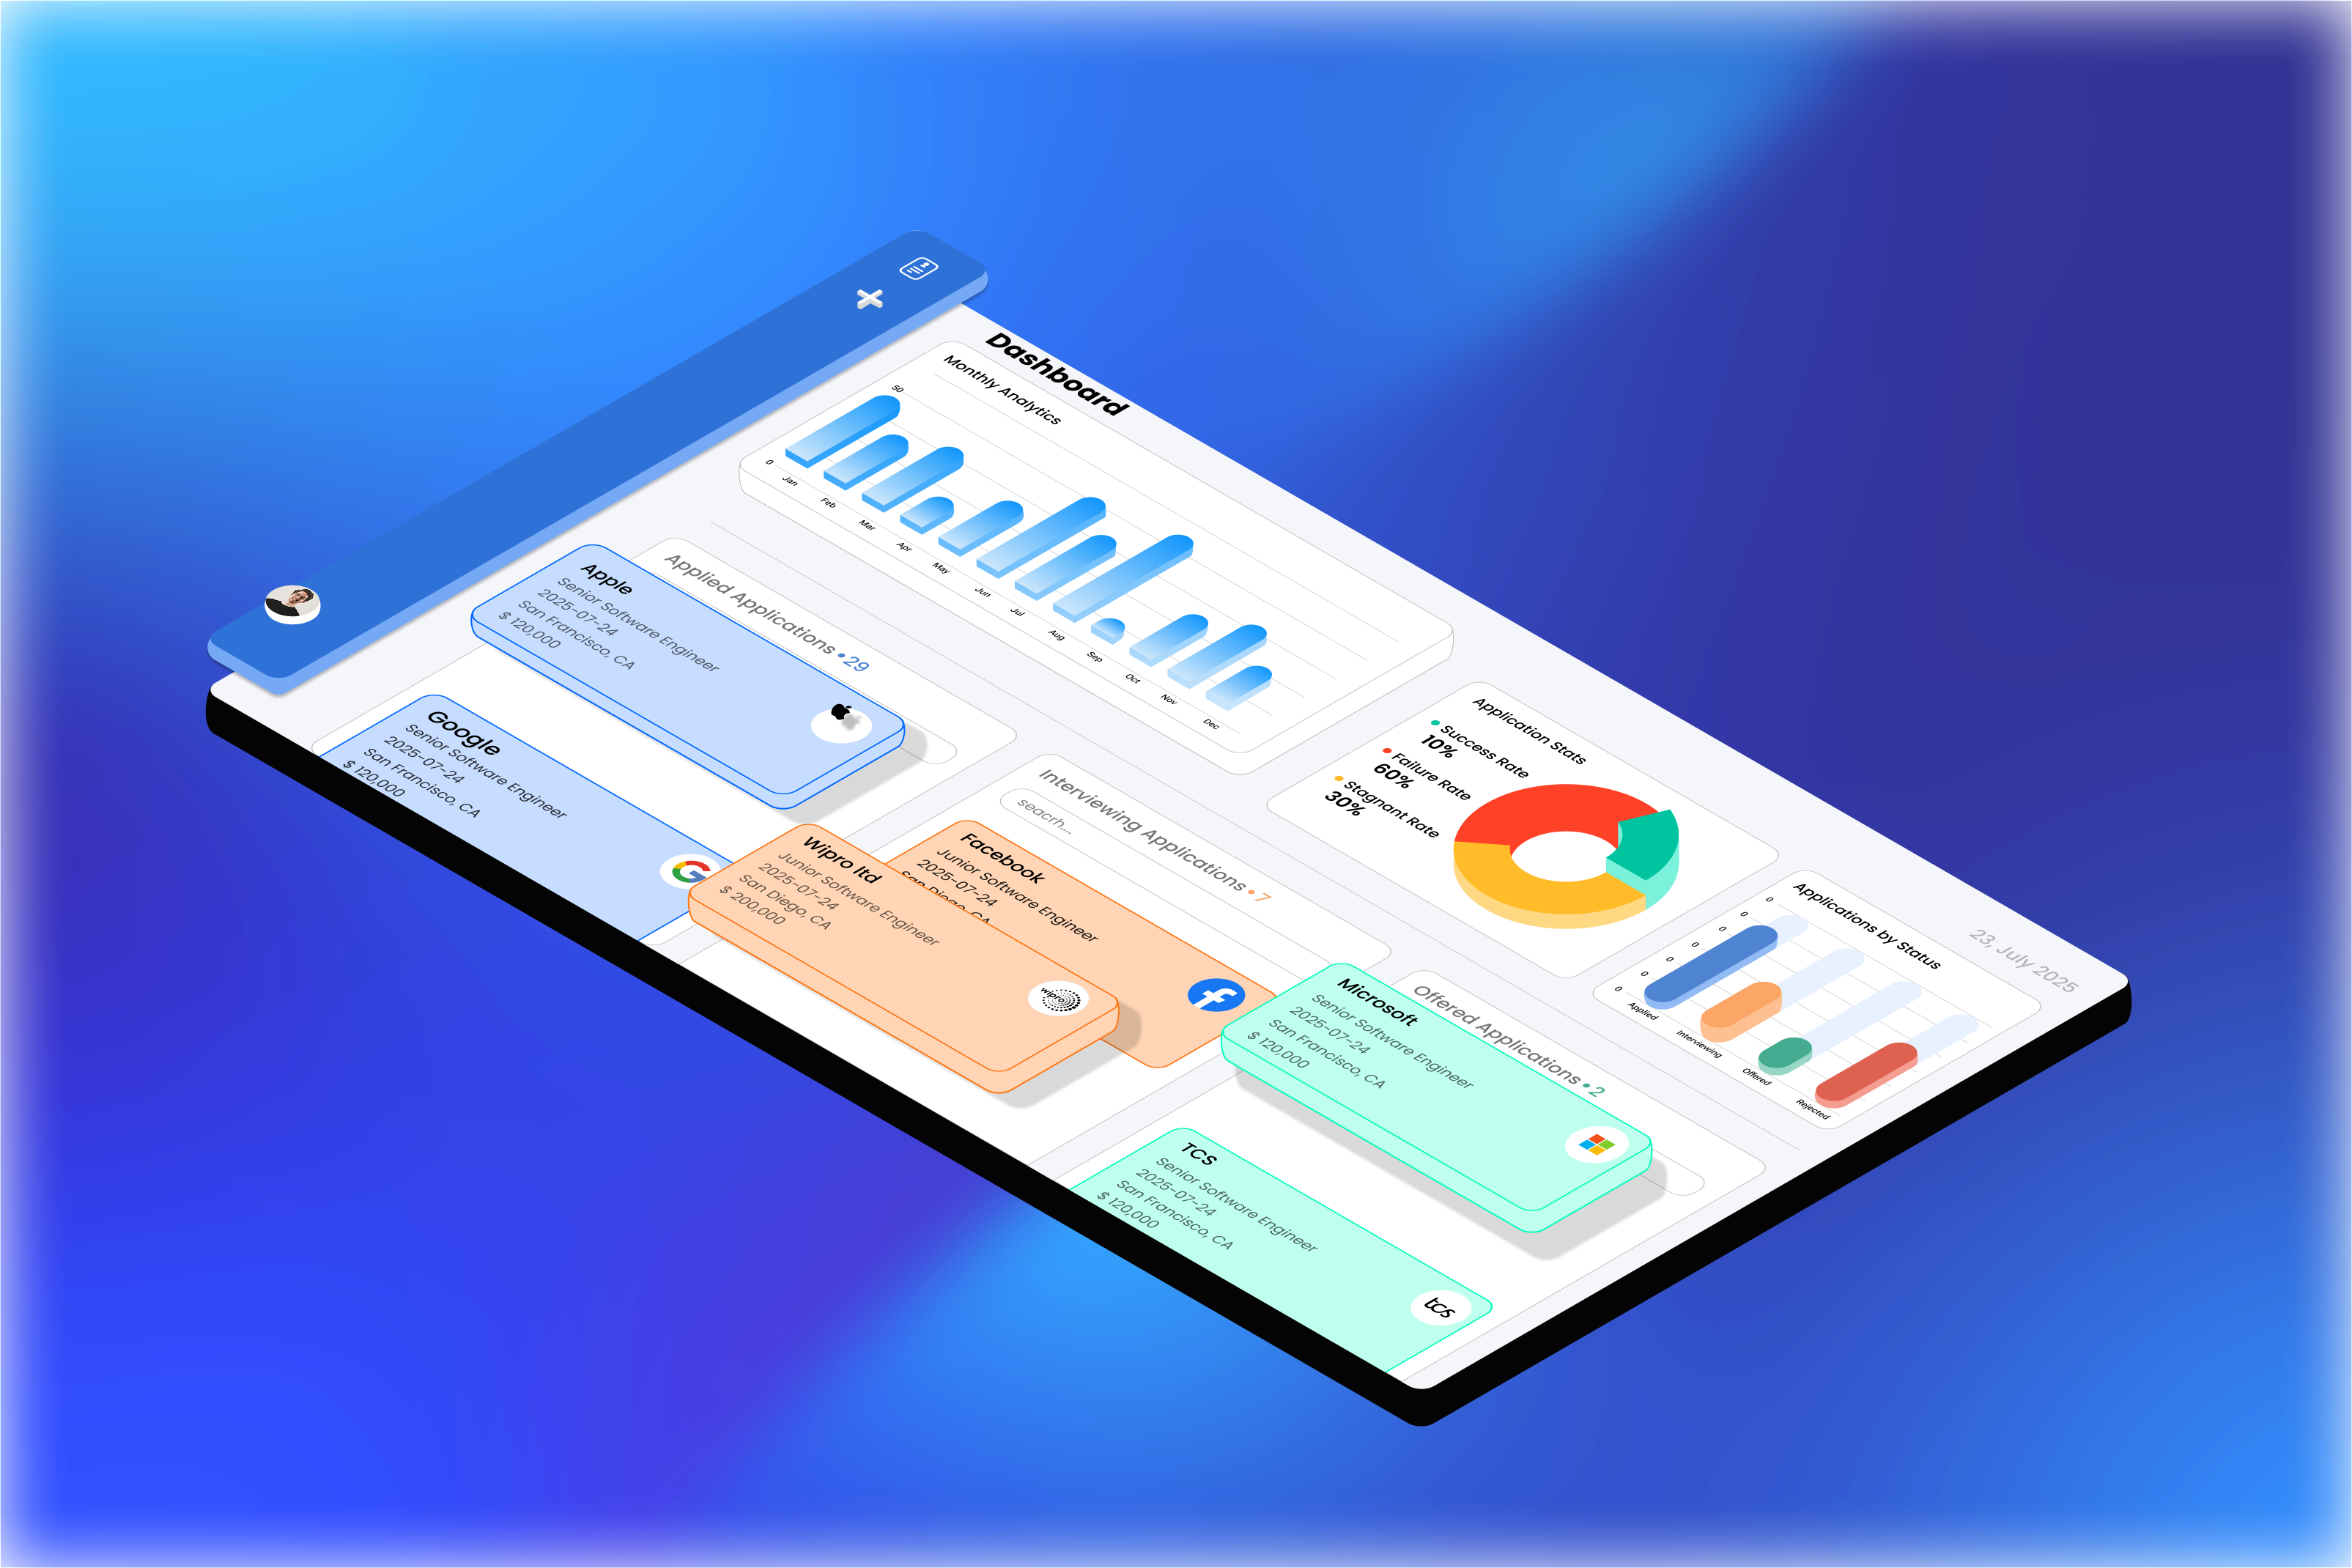 Dashboard
23, July 2025
Monthly Analytics
50
0
Jan
Feb
Mar
Apr
May
Jun
Jul
Aug
Sep
Oct
Nov
Dec
Application Stats
Success Rate
10%
Failure Rate
60%
Stagnant Rate
30%
Applications by Status
0
0
0
0
0
0
0
Applied
Interviewing
Offered
Rejected
Applied Applications • 29
Apple
Senior Software Engineer
2025-07-24
San Francisco, CA
$ 120,000
Google
Senior Software Engineer
2025-07-24
San Francisco, CA
$ 120,000
Interviewing Applications • 7
seacrh...
Facebook
Junior Software Engineer
2025-07-24
San Diego, CA
Wipro ltd
Junior Software Engineer
2025-07-24
San Diego, CA
$ 200,000
wipro
Offered Applications • 2
Microsoft
Senior Software Engineer
2025-07-24
San Francisco, CA
$ 120,000
TCS
Senior Software Engineer
2025-07-24
San Francisco, CA
$ 120,000
tcs